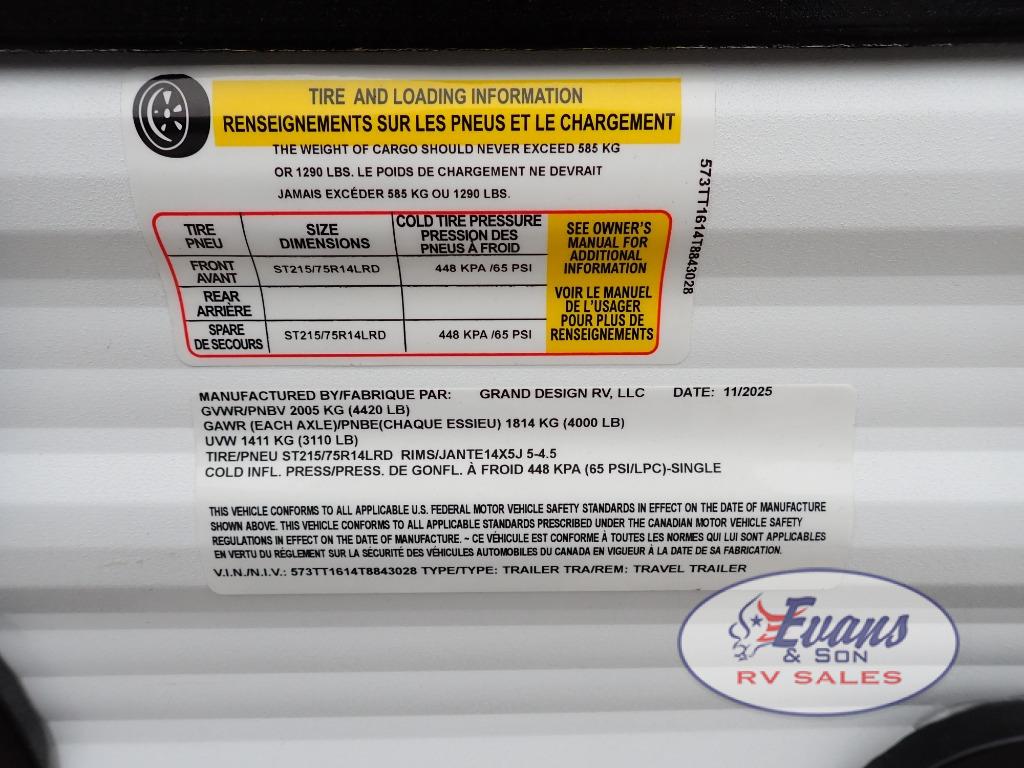 TIRE AND LOADING INFORMATION
RENSEIGNEMENTS SUR LES PNEUS ET LE CHARGEMENT
THE WEIGHT OF CARGO SHOULD NEVER EXCEED 585 KG
OR 1290 LBS. LE POIDS DE CHARGEMENT NE DEVRAIT
JAMAIS EXCÉDER 585 KG OU 1290 LBS.
TIRE
PNEU
SIZE
DIMENSIONS
COLD TIRE PRESSURE
PRESSION DES
PNEUS À FROID
FRONT
AVANT
ST215/75R14LRD
448 KPA /65 PSI
REAR
ARRIÈRE
SPARE
DE SECOURS
ST215/75R14LRD
448 KPA /65 PSI
SEE OWNER'S
MANUAL FOR
ADDITIONAL
INFORMATION
VOIR LE MANUEL
DE L'USAGER
POUR PLUS DE
RENSEIGNEMENTS
573TT1614T8843028
MANUFACTURED BY/FABRIQUE PAR: GRAND DESIGN RV, LLC DATE: 11/2025
GVWR/PNBV 2005 KG (4420 LB)
GAWR (EACH AXLE)/PNBE(CHAQUE ESSIEU) 1814 KG (4000 LB)
UVW 1411 KG (3110 LB)
TIRE/PNEU ST215/75R14LRD RIMS/JANTE14X5J 5-4.5
COLD INFL. PRESS/PRESS. DE GONFL. À FROID 448 KPA (65 PSI/LPC)-SINGLE
THIS VEHICLE CONFORMS TO ALL APPLICABLE U.S. FEDERAL MOTOR VEHICLE SAFETY STANDARDS IN EFFECT ON THE DATE OF MANUFACTURE
SHOWN ABOVE. THIS VEHICLE CONFORMS TO ALL APPLICABLE STANDARDS PRESCRIBED UNDER THE CANADIAN MOTOR VEHICLE SAFETY
REGULATIONS IN EFFECT ON THE DATE OF MANUFACTURE. ~ CE VÉHICULE EST CONFORME À TOUTES LES NORMES QUI LUI SONT APPLICABLES
EN VERTU DU RÉGLEMENT SUR LA SÉCURITÉ DES VÉHICULES AUTOMOBILES DU CANADA EN VIGUEUR À LA DATE DE SA FABRICATION.
V.I.N./N.I.V.: 573TT1614T8843028 TYPE/TYPE: TRAILER TRA/REM: TRAVEL TRAILER
Evans
& SON
RV SALES